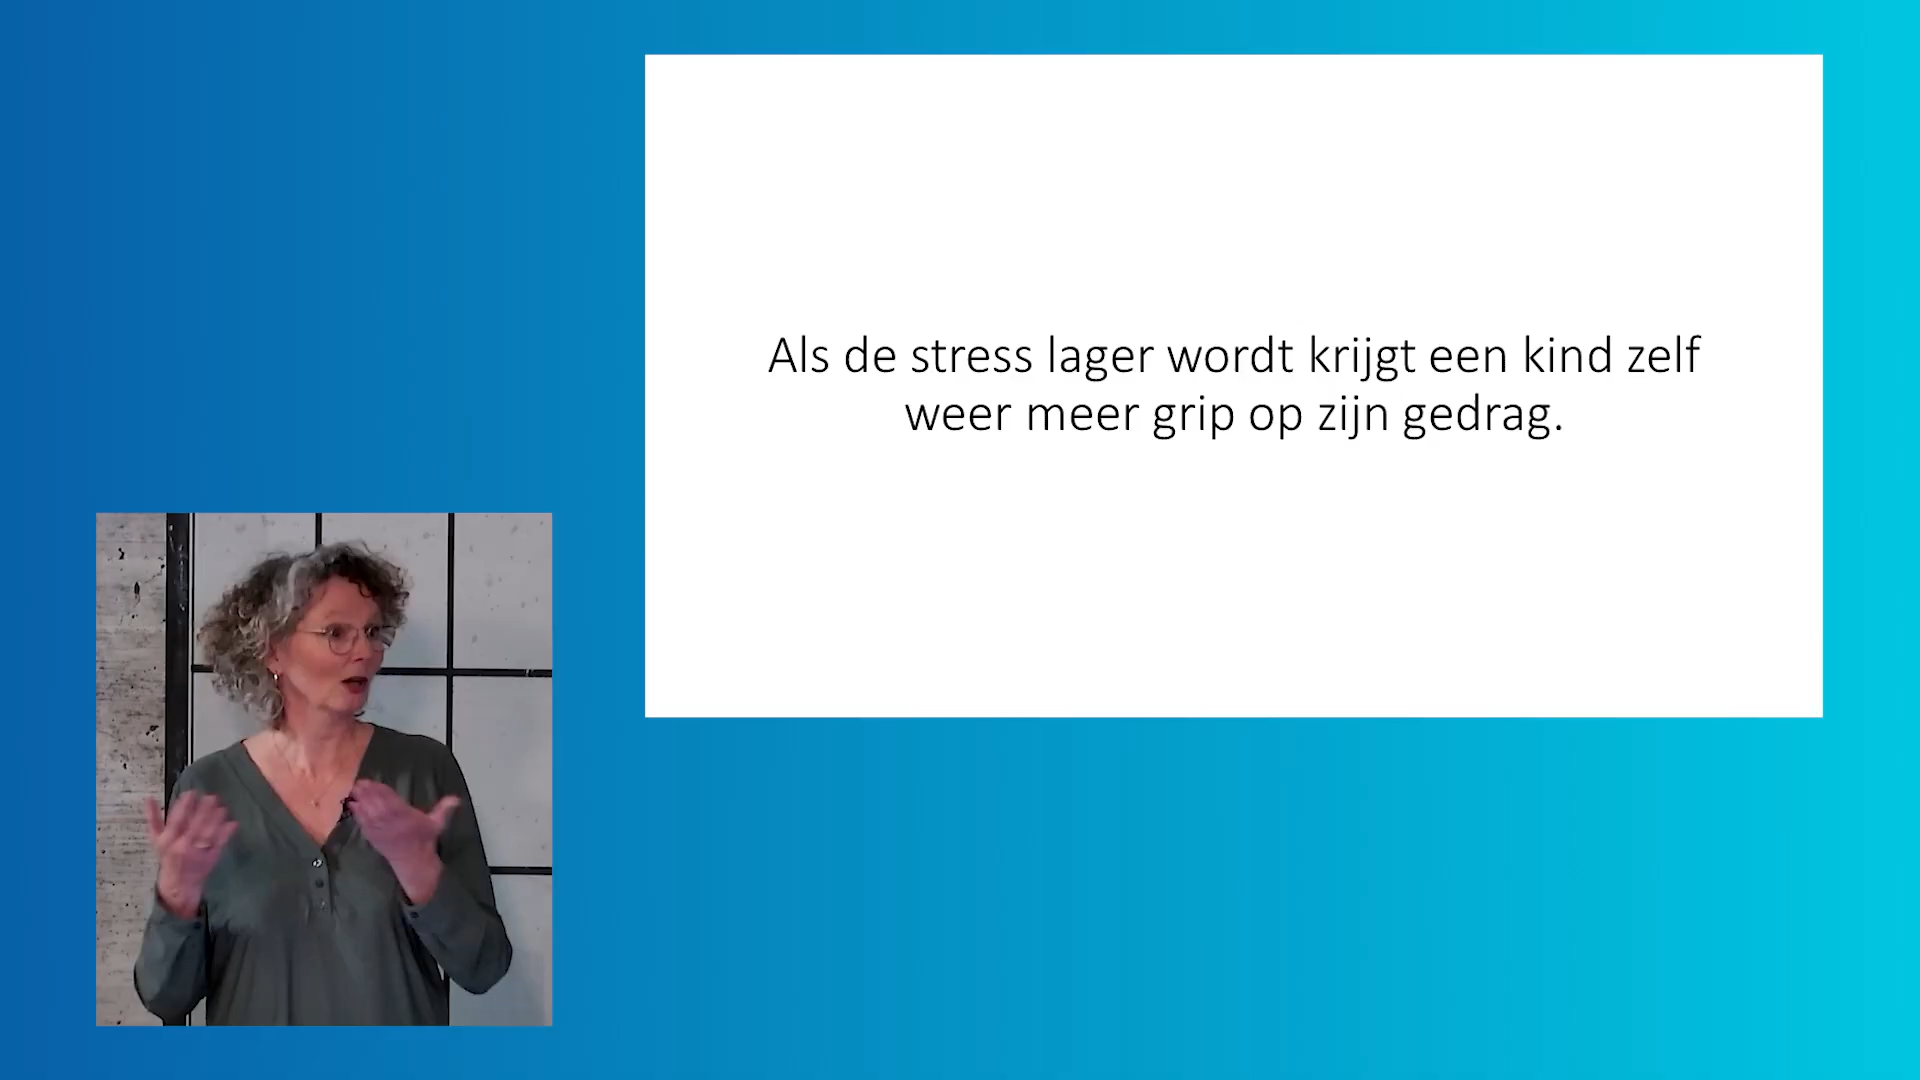 Als de stress lager wordt krijgt een kind zelf
weer meer grip op zijn gedrag.